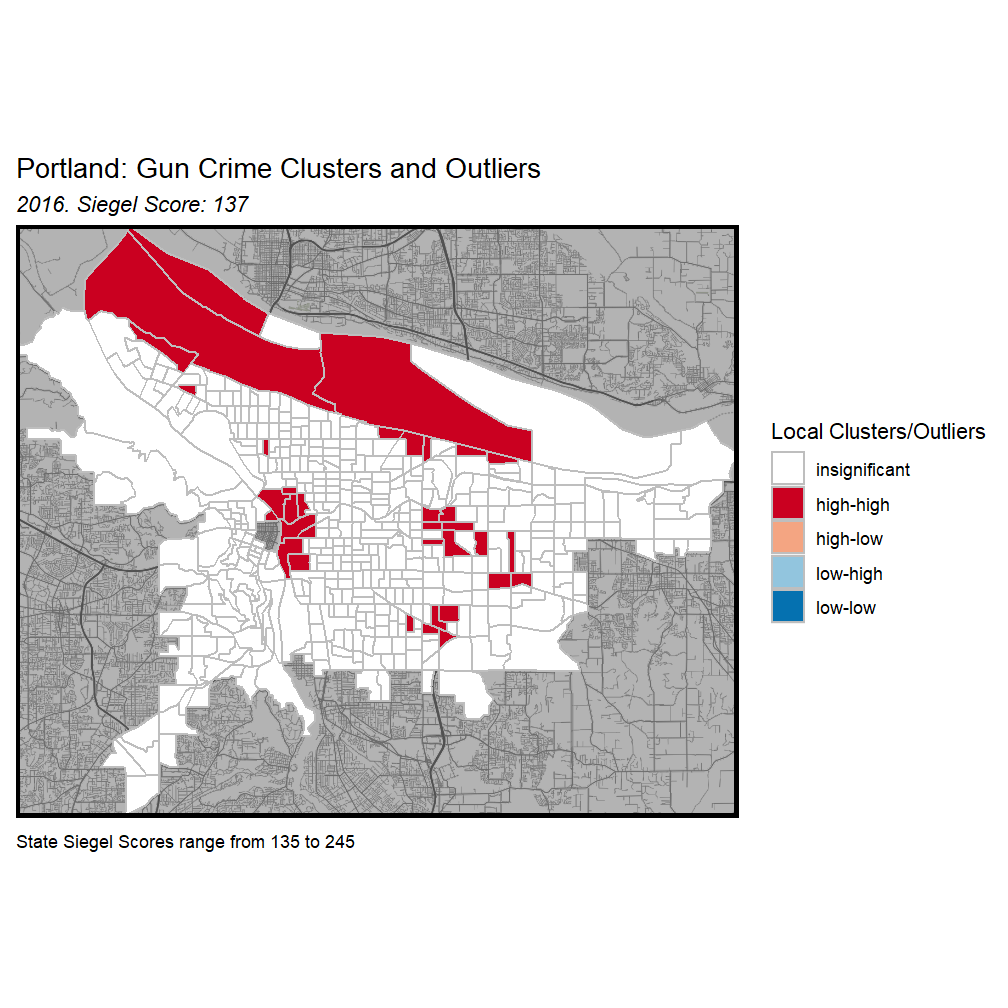 Portland: Gun Crime Clusters and Outliers
2016. Siegel Score: 137
Local Clusters/Outliers
insignificant
high-high
high-low
low-high
low-low
State Siegel Scores range from 135 to 245